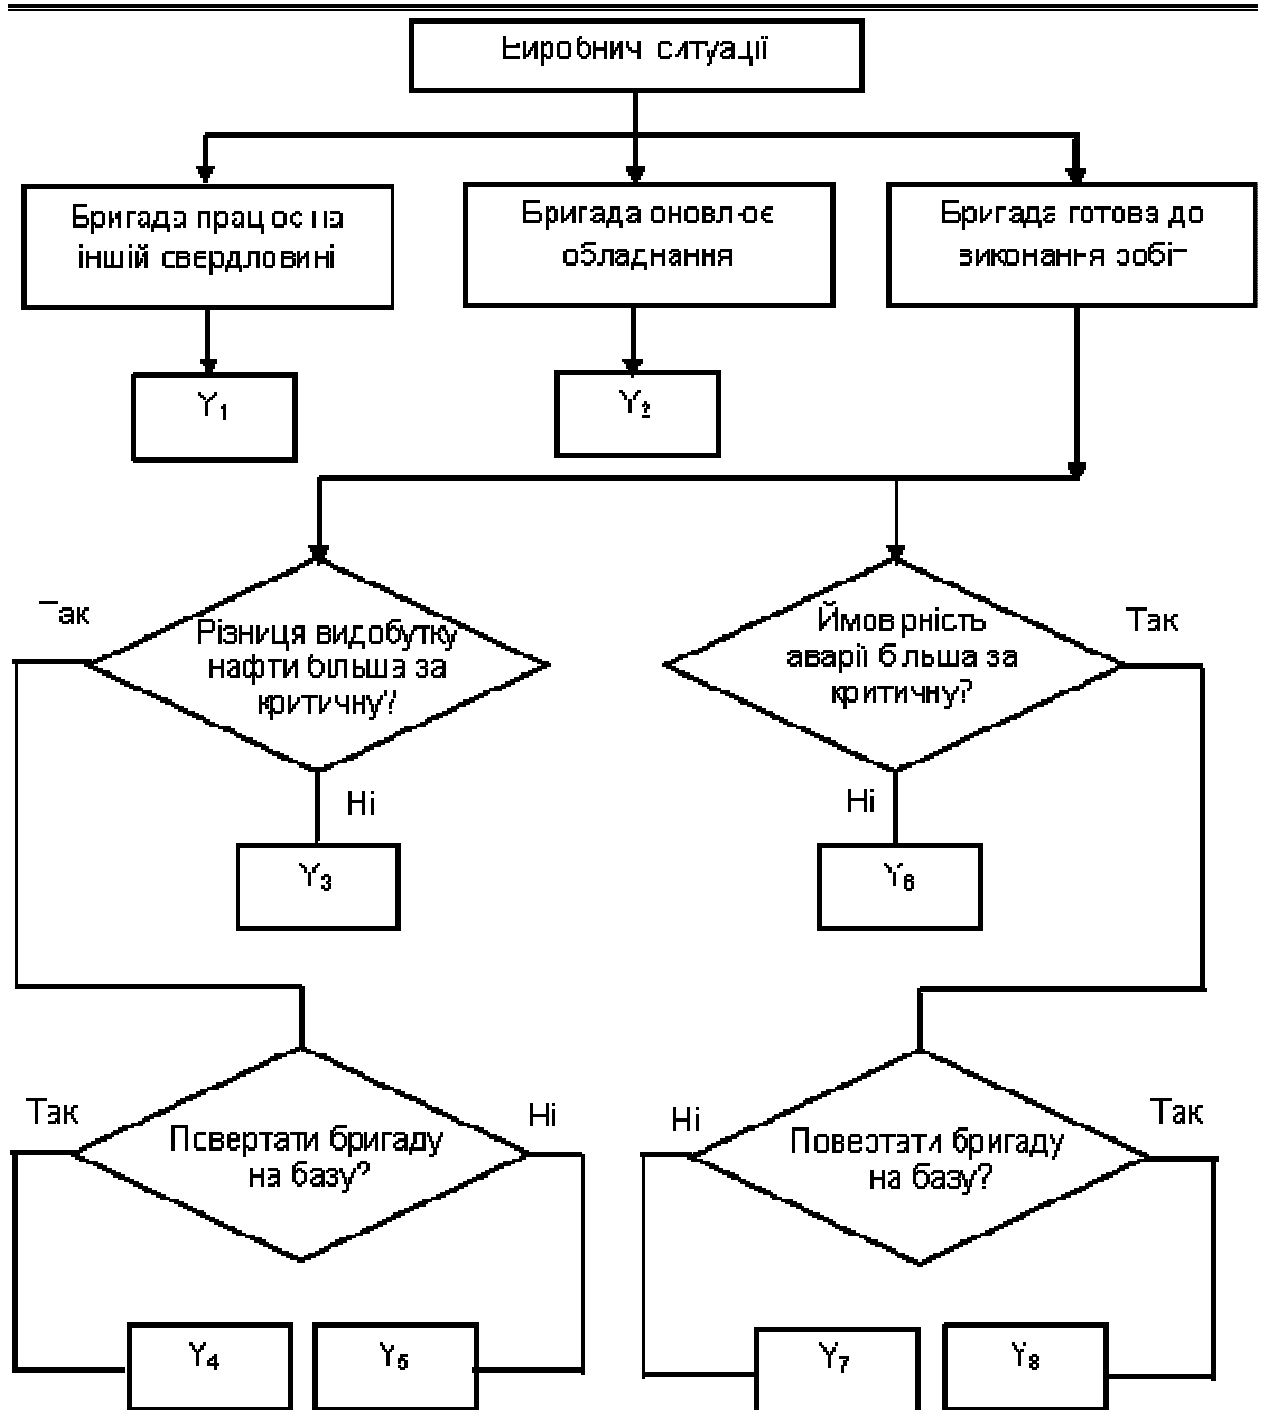 Виробничі ситуації
Бригада працює на
іншій свердловині
Бригада оновлює
обладнання
Бригада готова до
виконання робіт
Y1
Y2
Так
Різниця видобутку
нафти більша за
критичну?
Ймовірність
аварії більша за
критичну?
Так
Ні
Ні
Y3
Y6
Так
Повертати бригаду
на базу?
Ні
Ні
Повертати бригаду
на базу?
Так
Y4
Y5
Y7
Y8